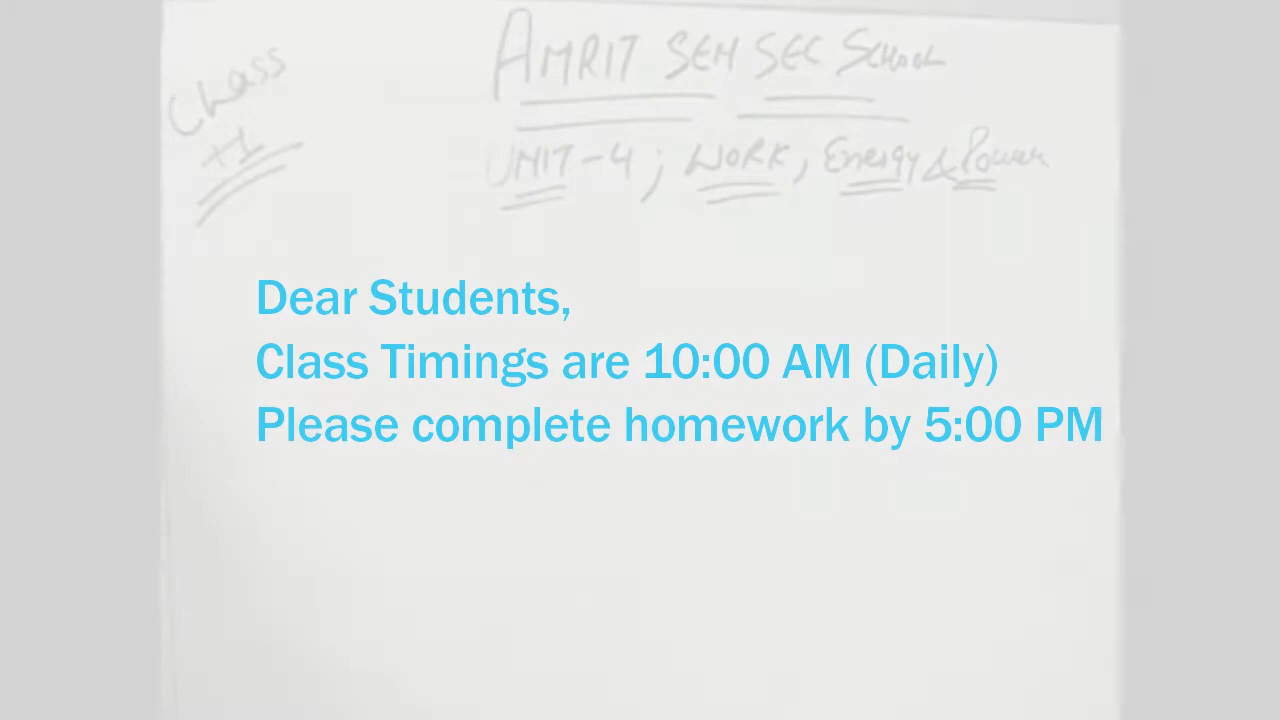 AMRIT SEN SEC SCHOOL
Class
+1
UNIT-4; WORK, Energy & Power
Dear Students,
Class Timings are 10:00 AM (Daily)
Please complete homework by 5:00 PM